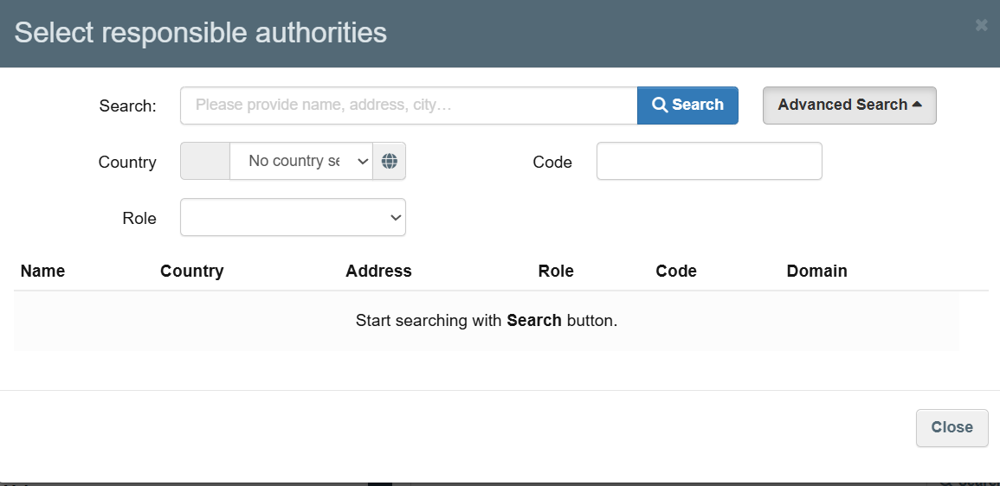 Select responsible authorities
Search: Please provide name, address, city... Search Advanced Search
Country No country se Code
Role
Name Country Address Role Code Domain
Start searching with Search button.
Close